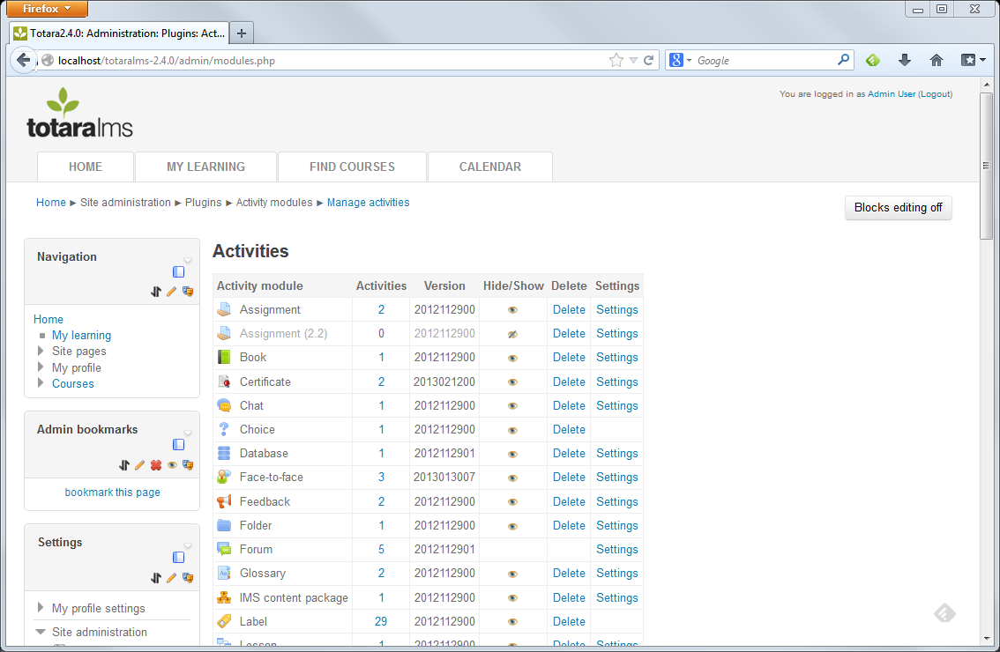 Firefox
Totara2.4.0: Administration: Plugins: Act...
localhost/totaralms-2.4.0/admin/modules.php
Google
You are logged in as Admin User (Logout)
totaralms
HOME MY LEARNING FIND COURSES CALENDAR
Home ► Site administration ► Plugins ► Activity modules ► Manage activities
Blocks editing off
Navigation
Home
My learning
Site pages
My profile
Courses
Admin bookmarks
bookmark this page
Settings
My profile settings
Site administration
Activities
Activity module Activities Version Hide/Show Delete Settings
Assignment 2 2012112900 Delete Settings
Assignment (2.2) 0 2012112900 Delete Settings
Book 1 2012112900 Delete Settings
Certificate 2 2013021200 Delete Settings
Chat 1 2012112900 Delete Settings
Choice 1 2012112900 Delete
Database 1 2012112901 Delete Settings
Face-to-face 3 2013013007 Delete Settings
Feedback 2 2012112900 Delete Settings
Folder 1 2012112900 Delete Settings
Forum 5 2012112901 Settings
Glossary 2 2012112900 Delete Settings
IMS content package 1 2012112900 Delete Settings
Label 29 2012112900 Delete
Lesson 1 2012112900 Delete Settings